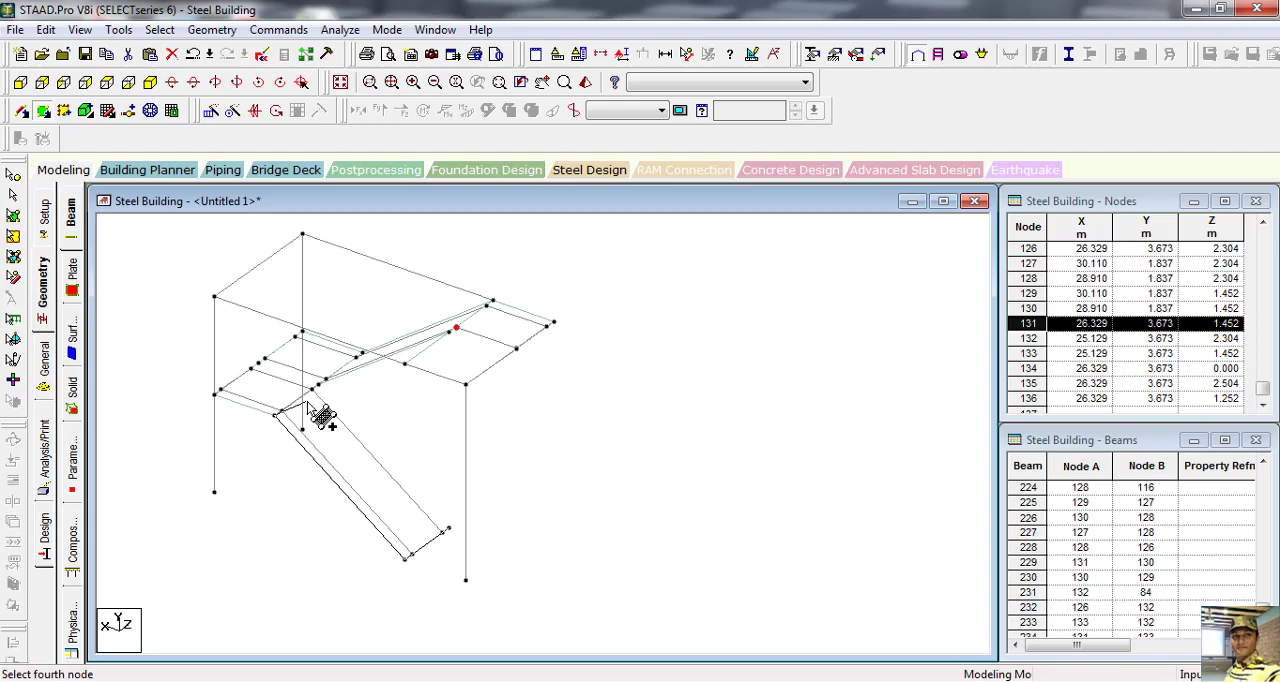 STAAD.Pro V8i (SELECTseries 6) - Steel Building
File Edit View Tools Select Geometry Commands Analyze Mode Window Help
Modeling Building Planner Piping Bridge Deck Postprocessing Foundation Design Steel Design RAM Connection Concrete Design Advanced Slab Design Earthquake
Setup
Geometry
General
Analysis/Print
Design
Beam
Plate
Surf...
Solid
Parame...
Compos...
Physica...
Steel Building - <Untitled 1>*
X Y Z
Steel Building - Nodes
Node X m Y m Z m
126 26.329 3.673 2.304
127 30.110 1.837 2.304
128 28.910 1.837 2.304
129 30.110 1.837 1.452
130 28.910 1.837 1.452
131 26.329 3.673 1.452
132 25.129 3.673 2.304
133 25.129 3.673 1.452
134 26.329 3.673 0.000
135 26.329 3.673 2.504
136 26.329 3.673 1.252
Steel Building - Beams
Beam Node A Node B Property Refn
224 128 116
225 129 127
226 130 128
227 127 128
228 128 126
229 131 130
230 130 129
231 132 84
232 126 132
233 133 132
Select fourth node
Modeling Mo
Inpu